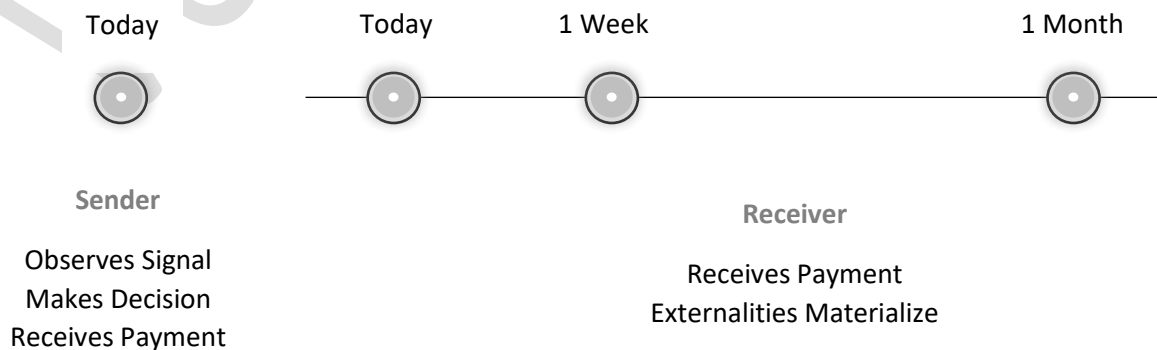 Today
Today 1 Week 1 Month
Sender
Observes Signal
Makes Decision
Receives Payment
Receiver
Receives Payment
Externalities Materialize